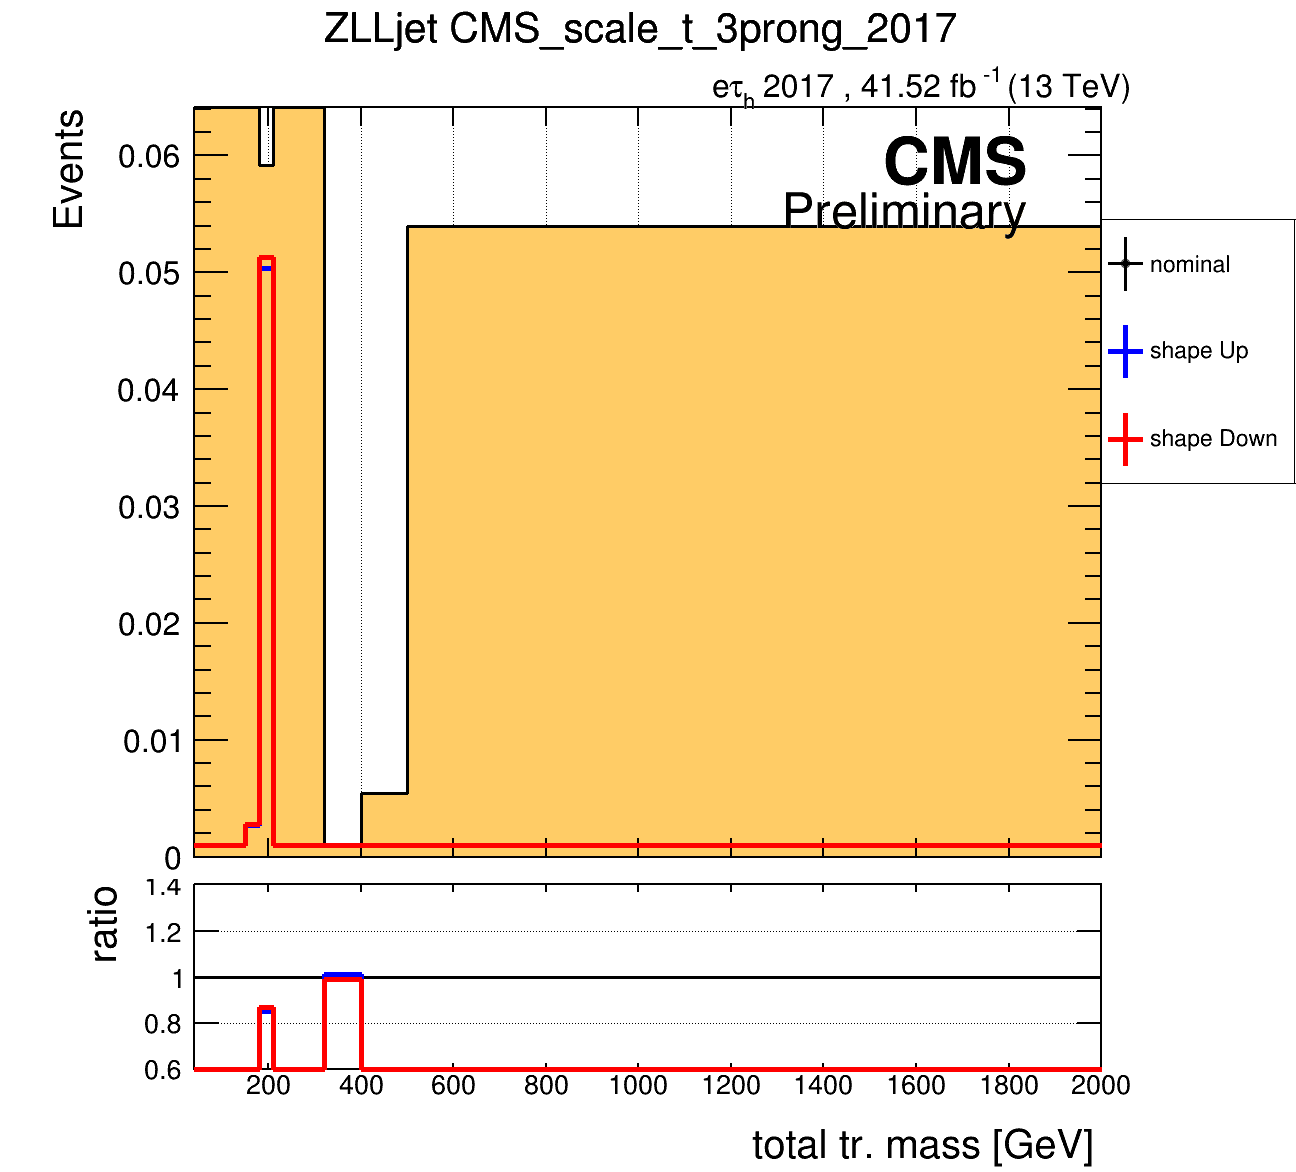 ZLLjet CMS_scale_t_3prong_2017
eτh 2017 , 41.52 fb -1 (13 TeV)
Events
CMS
Preliminary
0.06
0.05
0.04
0.03
0.02
0.01
0
nominal
shape Up
shape Down
ratio
1.4
1.2
1
0.8
0.6
200 400 600 800 1000 1200 1400 1600 1800 2000
total tr. mass [GeV]